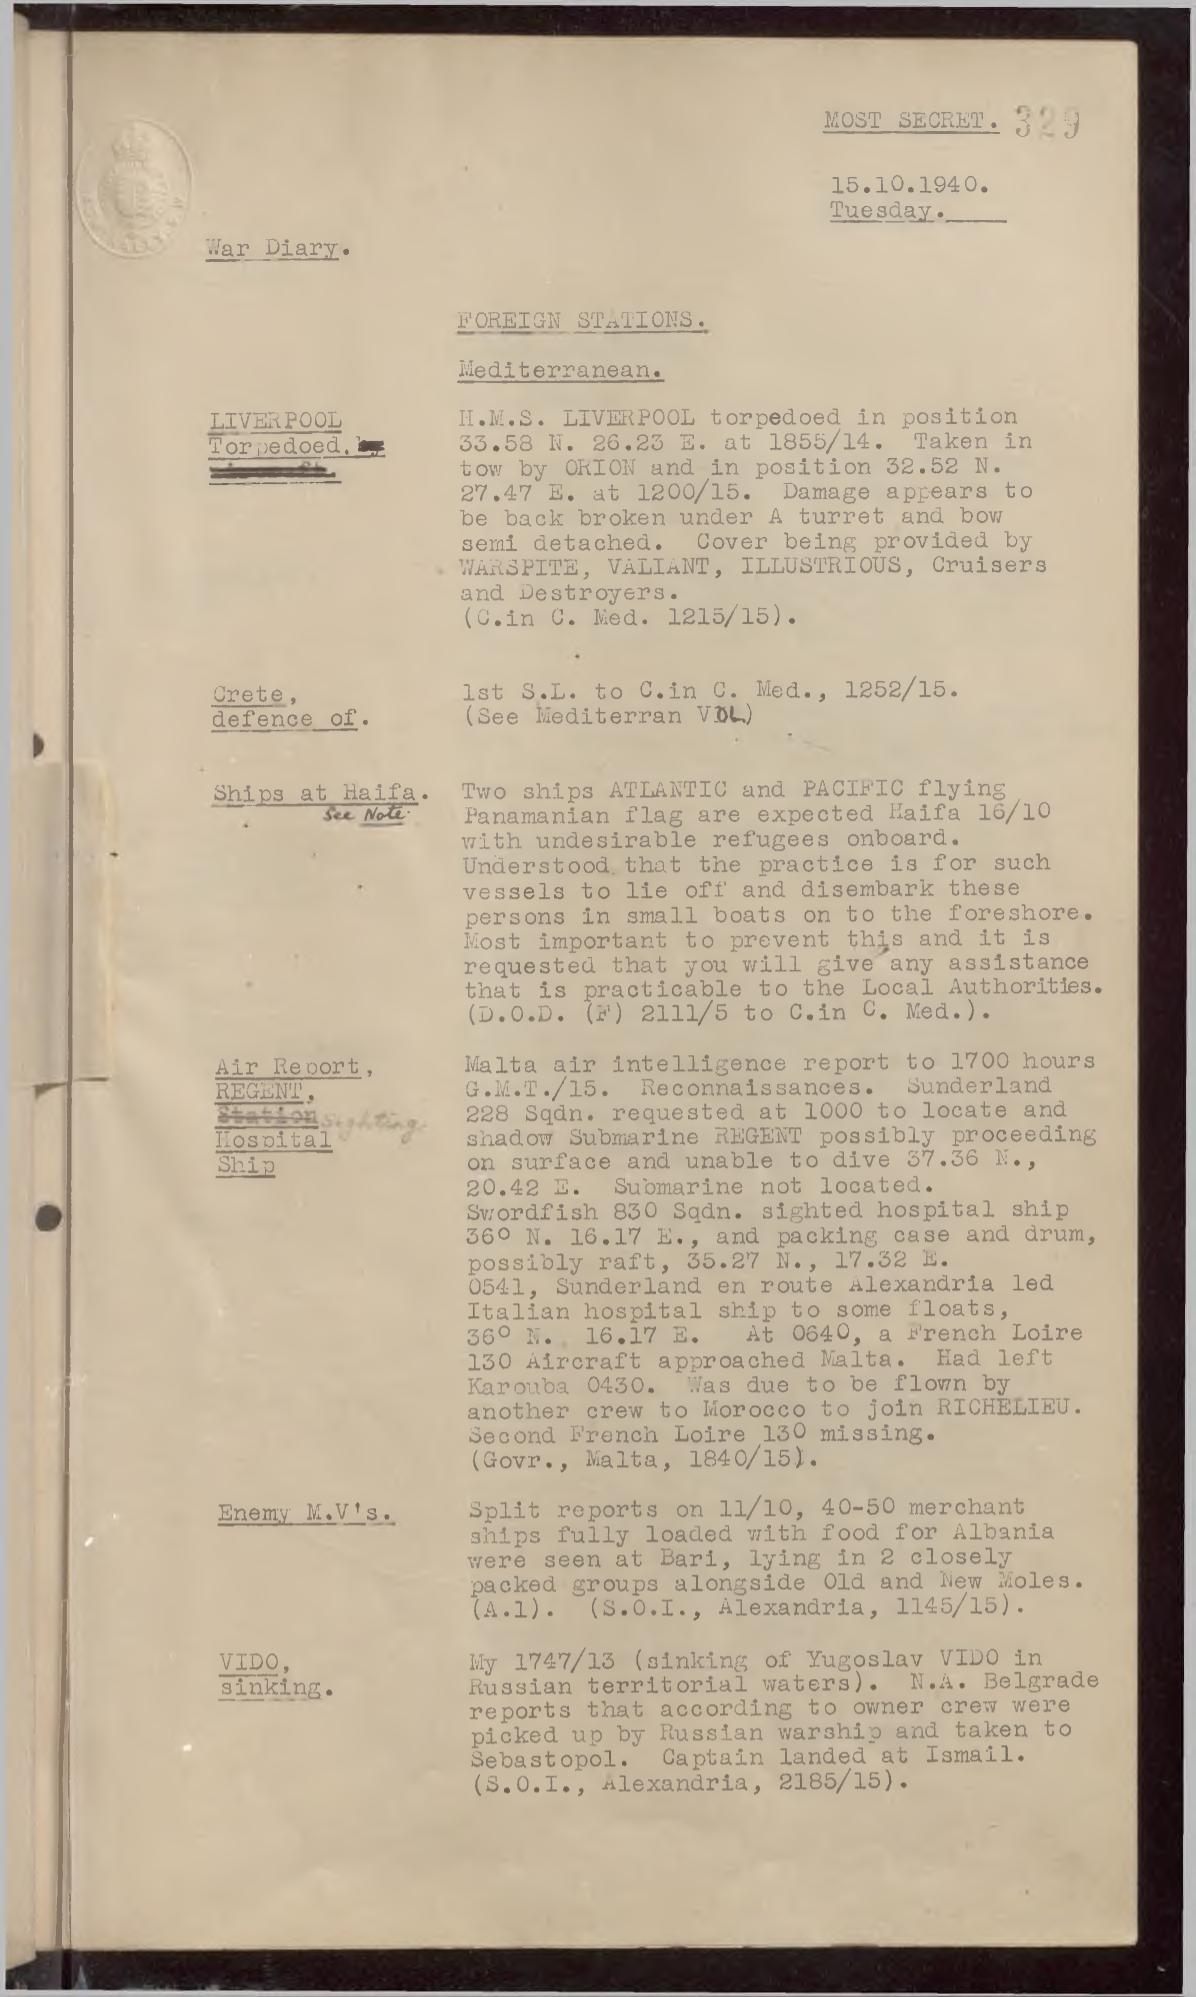 MOST SECRET. 329
15.10.1940.
Tuesday.
War Diary.
FOREIGN STATIONS.
Mediterranean.
LIVERPOOL
Torpedoed.
H.M.S. LIVERPOOL torpedoed in position
33.58 N. 26.23 E. at 1855/14. Taken in
tow by ORION and in position 32.52 N.
27.47 E. at 1200/15. Damage appears to
be back broken under A turret and bow
semi detached. Cover being provided by
WARSPITE, VALIANT, ILLUSTRIOUS, Cruisers
and Destroyers.
(C.in C. Med. 1215/15).
Crete,
defence of.
1st S.L. to C.in C. Med., 1252/15.
(See Mediterran VOL)
Ships at Haifa.
See Note.
Two ships ATLANTIC and PACIFIC flying
Panamanian flag are expected Haifa 16/10
with undesirable refugees onboard.
Understood that the practice is for such
vessels to lie off and disembark these
persons in small boats on to the foreshore.
Most important to prevent this and it is
requested that you will give any assistance
that is practicable to the Local Authorities.
(D.O.D. (F) 2111/5 to C.in C. Med.).
Air Report,
REGENT,
Station Sighting
Hospital
Ship
Malta air intelligence report to 1700 hours
G.M.T./15. Reconnaissances. Sunderland
228 Sqdn. requested at 1000 to locate and
shadow Submarine REGENT possibly proceeding
on surface and unable to dive 37.36 N.,
20.42 E. Submarine not located.
Swordfish 830 Sqdn. sighted hospital ship
36° N. 16.17 E., and packing case and drum,
possibly raft, 35.27 N., 17.32 E.
0541, Sunderland en route Alexandria led
Italian hospital ship to some floats,
36° N. 16.17 E. At 0640, a French Loire
130 Aircraft approached Malta. Had left
Karouba 0430. Was due to be flown by
another crew to Morocco to join RICHELIEU.
Second French Loire 130 missing.
(Govr., Malta, 1840/15).
Enemy M.V's.
Split reports on 11/10, 40-50 merchant
ships fully loaded with food for Albania
were seen at Bari, lying in 2 closely
packed groups alongside Old and New Moles.
(A.1). (S.O.I., Alexandria, 1145/15).
VIDO,
sinking.
My 1747/13 (sinking of Yugoslav VIDO in
Russian territorial waters). N.A. Belgrade
reports that according to owner crew were
picked up by Russian warship and taken to
Sebastopol. Captain landed at Ismail.
(S.O.I., Alexandria, 2185/15).